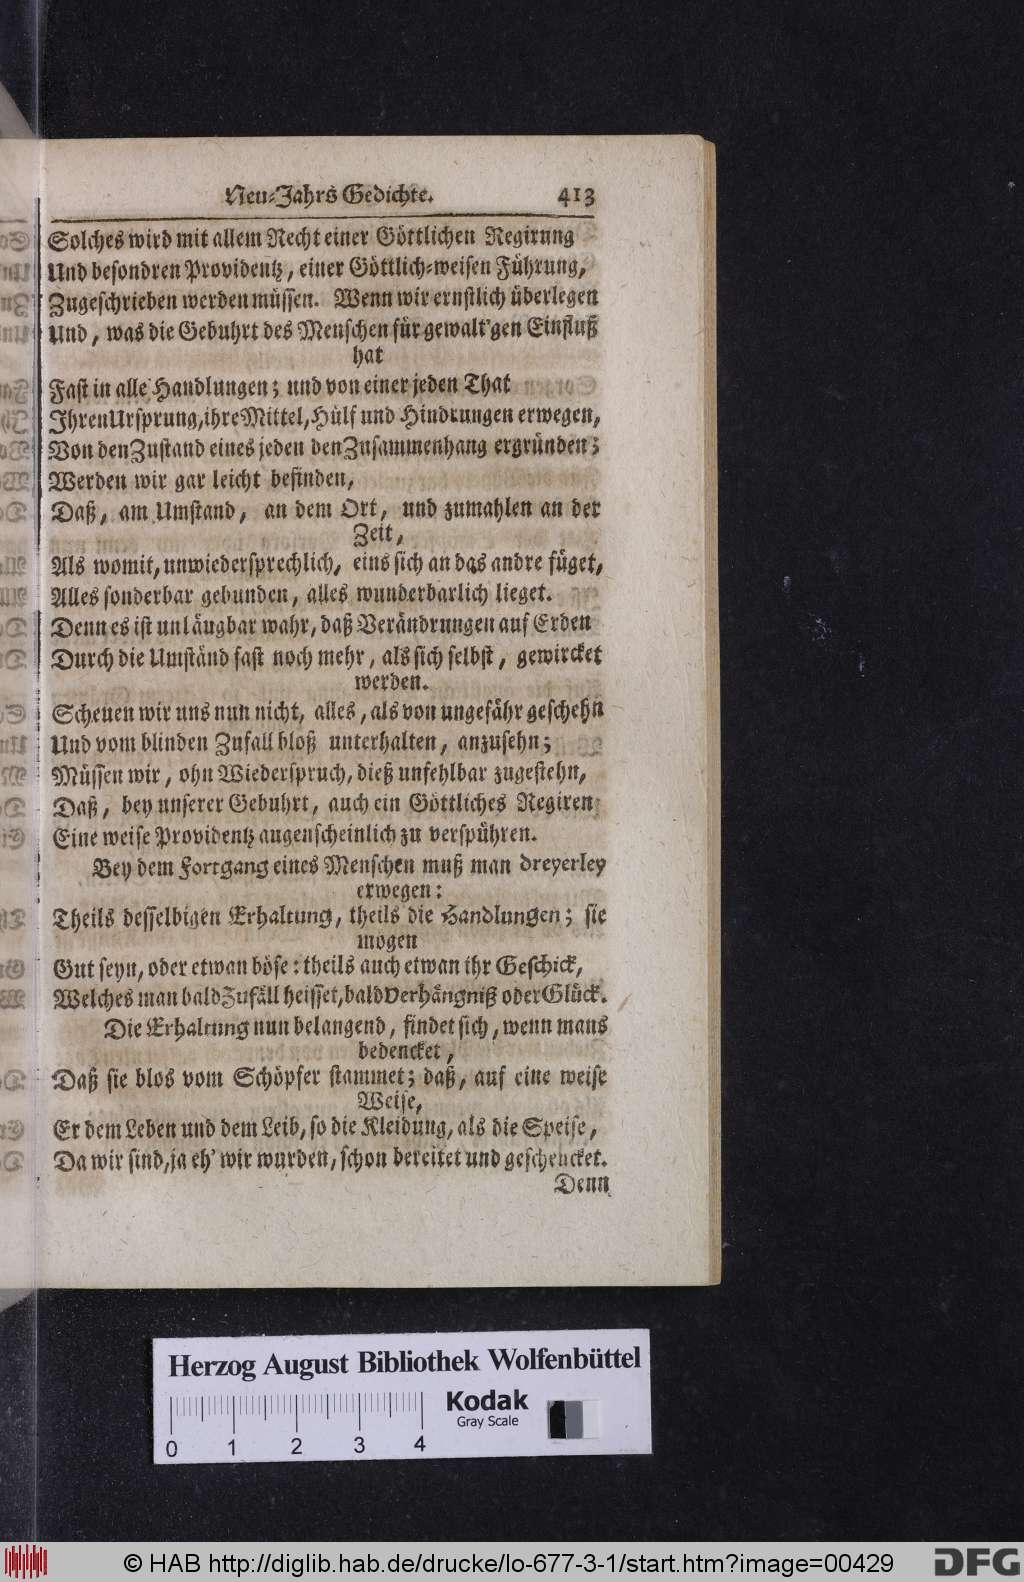 Neu-Jahrs Gedichte. 413
Solches wird mit allem Recht einer Göttlichen Regirung
Und besondren Providentz, einer Göttlich-weisen Führung,
Zugeschrieben werden müssen. Wenn wir ernstlich überlegen
Und, was die Gebuhrt des Menschen für gewalt'gen Einfluß
hat
Fast in alle Handlungen; und von einer jeden That
Ihren Ursprung, ihre Mittel, Hülf und Hindrungen erwegen,
Von den Zustand eines jeden den Zusammenhang ergründen;
Werden wir gar leicht befinden,
Daß, am Umstand, an dem Ort, und zumahlen an der
Zeit,
Als womit, unwiedersprechlich, eins sich an das andre füget,
Alles sonderbar gebunden, alles wunderbarlich lieget.
Denn es ist unläugbar wahr, daß Verändrungen auf Erden
Durch die Umständ fast noch mehr, als sich selbst, gewircket
werden.
Scheuen wir uns nun nicht, alles, als von ungefähr geschehn
Und vom blinden Zufall bloß unterhalten, anzusehn;
Müssen wir, ohn Wiederspruch, dieß unfehlbar zugestehn,
Daß, bey unserer Gebuhrt, auch ein Göttliches Regiren
Eine weise Providentz augenscheinlich zu verspühren.
Bey dem Fortgang eines Menschen muß man dreyerley
erwegen:
Theils desselbigen Erhaltung, theils die Handlungen; sie
mogen
Gut seyn, oder etwan böse: theils auch etwan ihr Geschick,
Welches man bald Zufäll heisset, bald Verhängniß oder Glück.
Die Erhaltung nun belangend, findet sich, wenn mans
bedencket,
Daß sie blos vom Schöpfer stammet; daß, auf eine weise
Weise,
Er dem Leben und dem Leib, so die Kleidung, als die Speise,
Da wir sind, ja eh' wir wurden, schon bereitet und geschencket.
Denn
Herzog August Bibliothek Wolfenbüttel
Kodak
Gray Scale
0 1 2 3 4
© HAB http://diglib.hab.de/drucke/lo-677-3-1/start.htm?image=00429
DFG